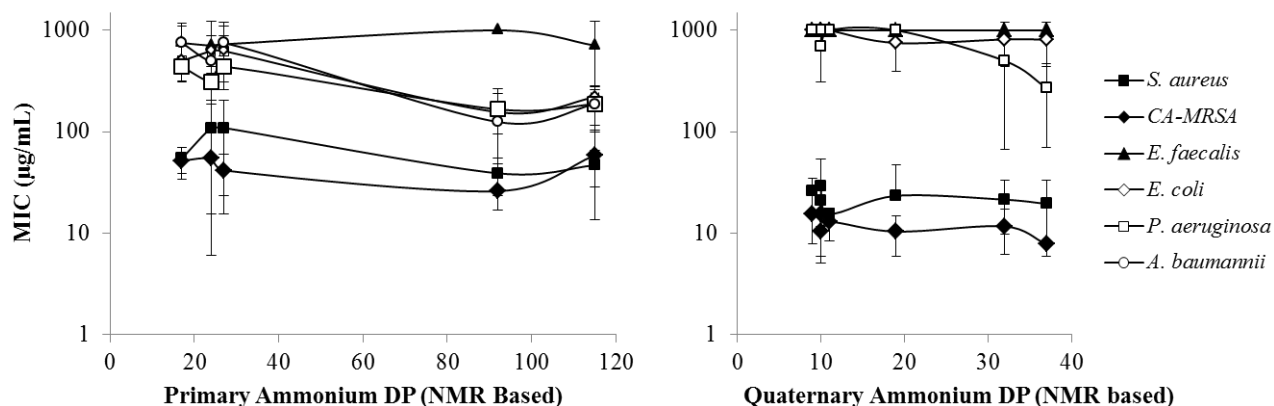 MIC (µg/mL)
1000
100
10
1
0
20
40
60
80
100
120
Primary Ammonium DP (NMR Based)
1000
100
10
1
0
10
20
30
40
Quaternary Ammonium DP (NMR based)
S. aureus
CA-MRSA
E. faecalis
E. coli
P. aeruginosa
A. baumannii